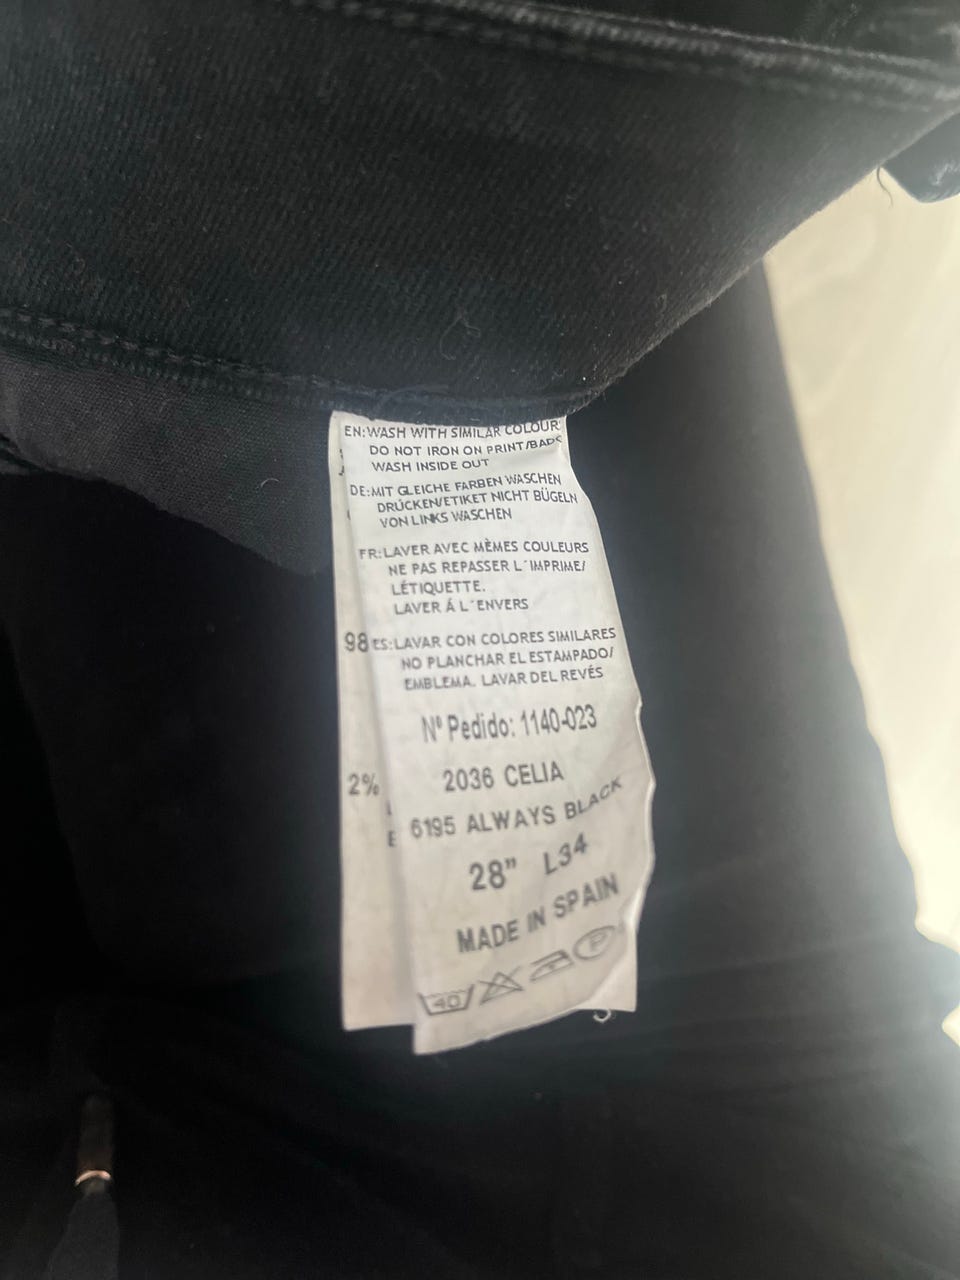 EN:WASH WITH SIMILAR COLOUR
DO NOT IRON ON PRINT/BADG
WASH INSIDE OUT
DE:MIT GLEICHE FARBEN WASCHEN
DRÜCKEN/ETIKET NICHT BÜGELN
VON LINKS WASCHEN
FR:LAVER AVEC MÈMES COULEURS
NE PAS REPASSER L´IMPRIME/
LÉTIQUETTE.
LAVER Á L´ENVERS
98
ES:LAVAR CON COLORES SIMILARES
NO PLANCHAR EL ESTAMPADO/
EMBLEMA. LAVAR DEL REVÉS
Nº Pedido: 1140-023
2%
2036 CELIA
6195 ALWAYS BLACK
28” L34
MADE IN SPAIN
40 P